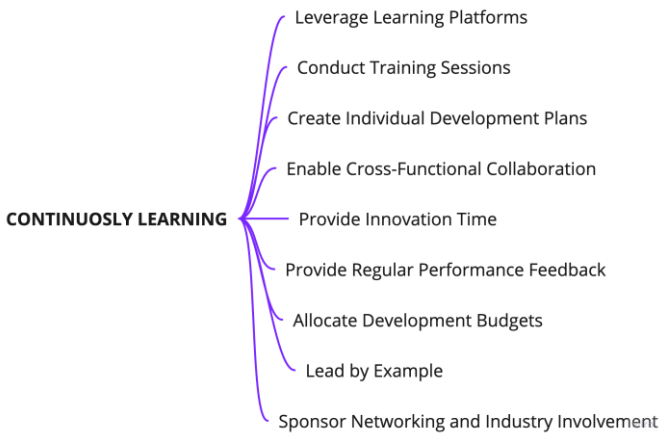 Leverage Learning Platforms
Conduct Training Sessions
Create Individual Development Plans
Enable Cross-Functional Collaboration
CONTINUOSLY LEARNING
Provide Innovation Time
Provide Regular Performance Feedback
Allocate Development Budgets
Lead by Example
Sponsor Networking and Industry Involvement